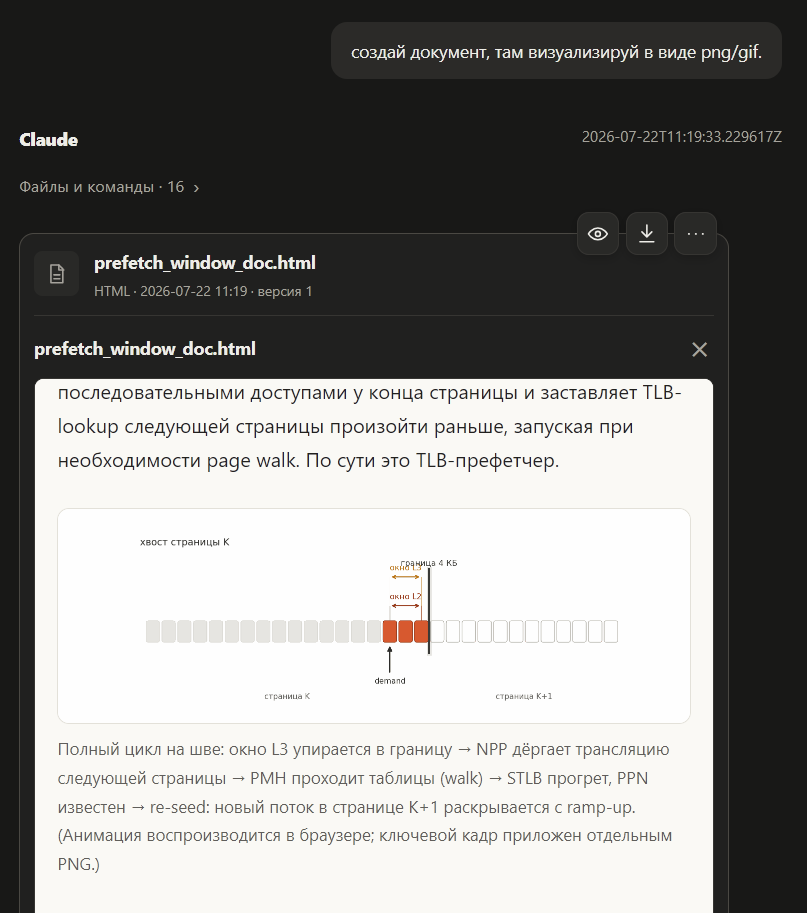 создай документ, там визуализируй в виде png/gif.
Claude
2026-07-22T11:19:33.229617Z
Файлы и команды · 16 ›
prefetch_window_doc.html
HTML · 2026-07-22 11:19 · версия 1
prefetch_window_doc.html
последовательными доступами у конца страницы и заставляет TLB-
lookup следующей страницы произойти раньше, запуская при
необходимости page walk. По сути это TLB-префетчер.
хвост страницы K
граница 4 КБ
окно L3
окно L2
demand
страница K
страница K+1
Полный цикл на шве: окно L3 упирается в границу → NPP дёргает трансляцию
следующей страницы → PMH проходит таблицы (walk) → STLB прогрет, PPN
известен → re-seed: новый поток в странице K+1 раскрывается с ramp-up.
(Анимация воспроизводится в браузере; ключевой кадр приложен отдельным
PNG.)